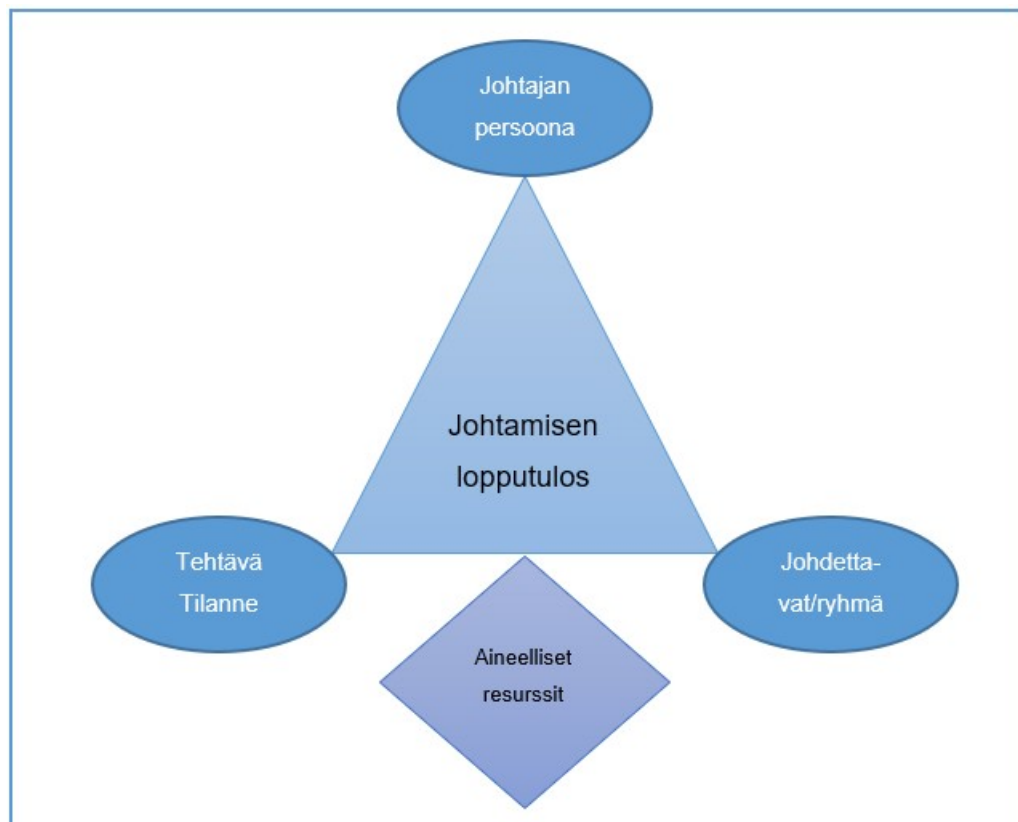 Johtajan
persoona
Johtamisen
lopputulos
Tehtävä
Tilanne
Johdetta-
vat/ryhmä
Aineelliset
resurssit